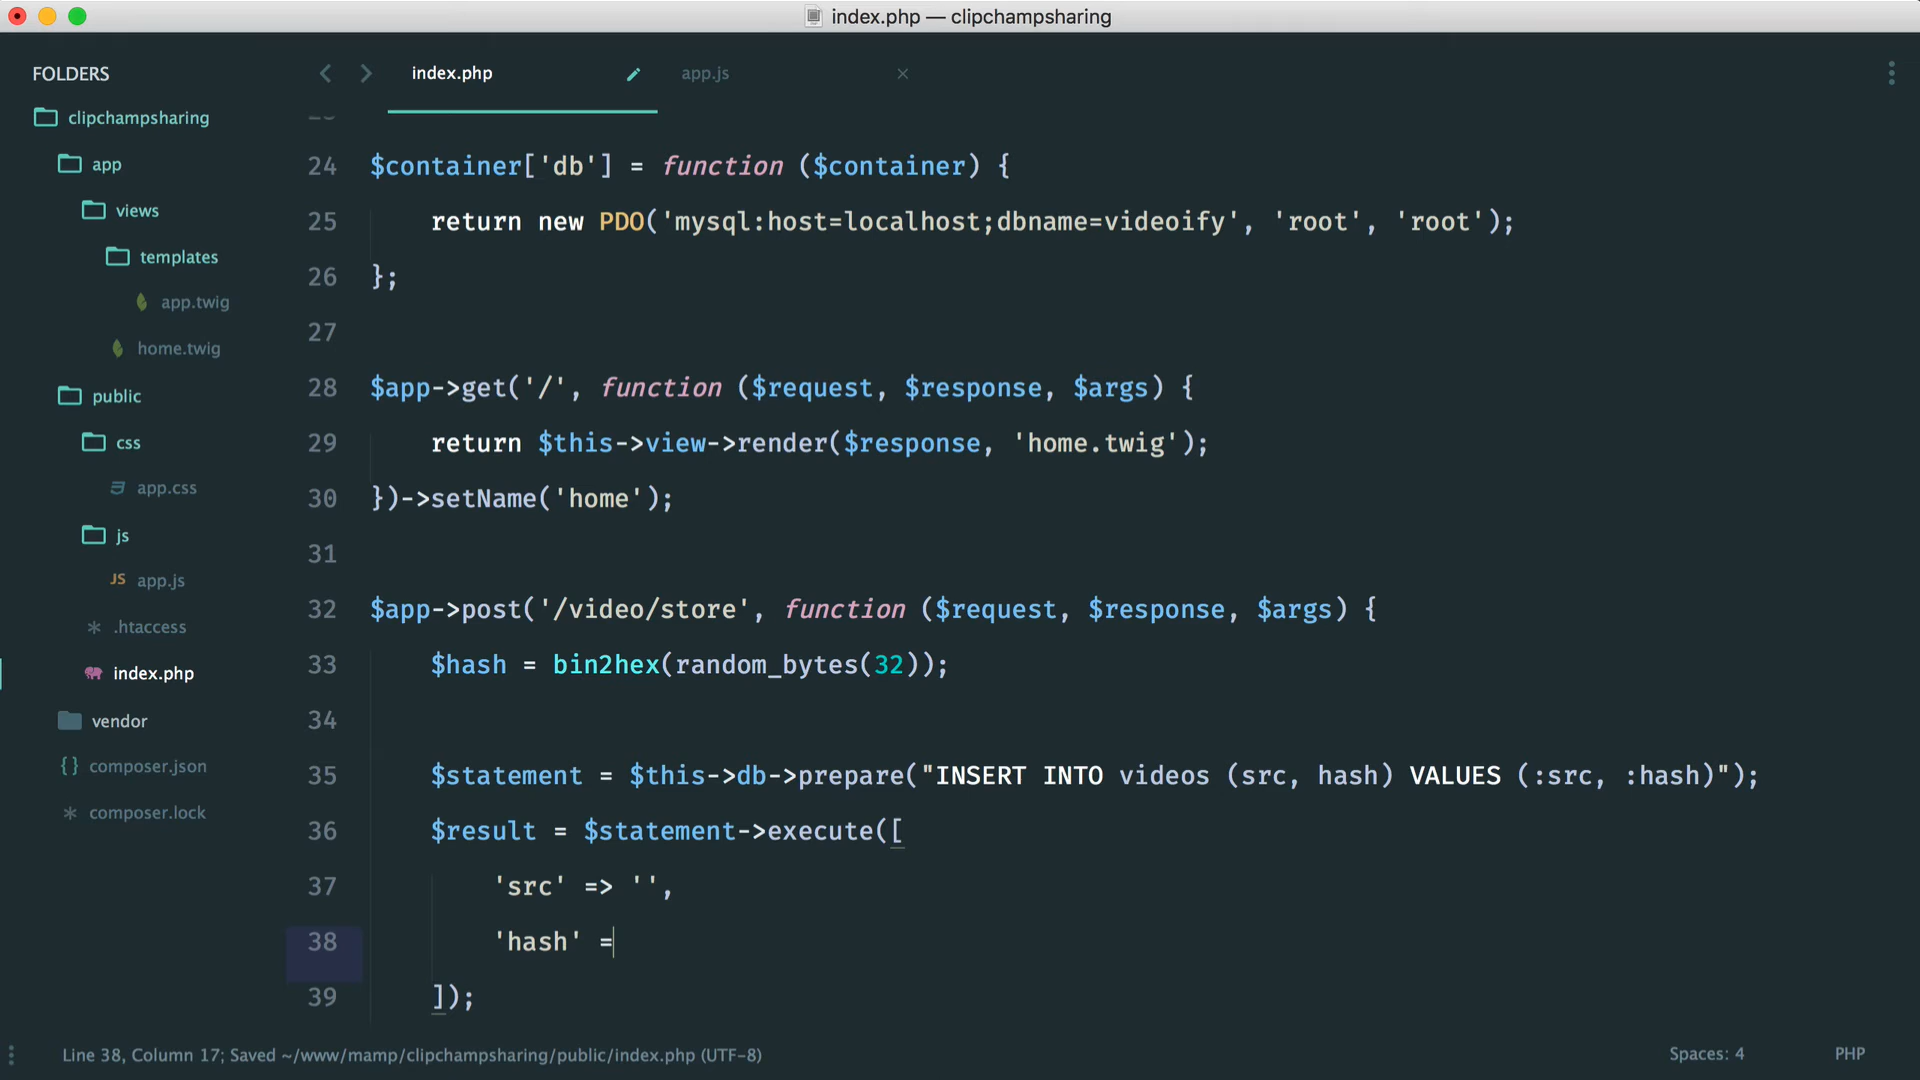 index.php — clipchampsharing
FOLDERS
clipchampsharing
app
views
templates
app.twig
home.twig
public
css
app.css
js
JS app.js
.htaccess
index.php
vendor
{} composer.json
composer.lock
index.php
app.js
24 $container['db'] = function ($container) {
25 return new PDO('mysql:host=localhost;dbname=videoify', 'root', 'root');
26 };
27
28 $app->get('/', function ($request, $response, $args) {
29 return $this->view->render($response, 'home.twig');
30 })->setName('home');
31
32 $app->post('/video/store', function ($request, $response, $args) {
33 $hash = bin2hex(random_bytes(32));
34
35 $statement = $this->db->prepare("INSERT INTO videos (src, hash) VALUES (:src, :hash)");
36 $result = $statement->execute([
37 'src' => '',
38 'hash' =
39 ]);
Line 38, Column 17; Saved ~/www/mamp/clipchampsharing/public/index.php (UTF-8)
Spaces: 4
PHP